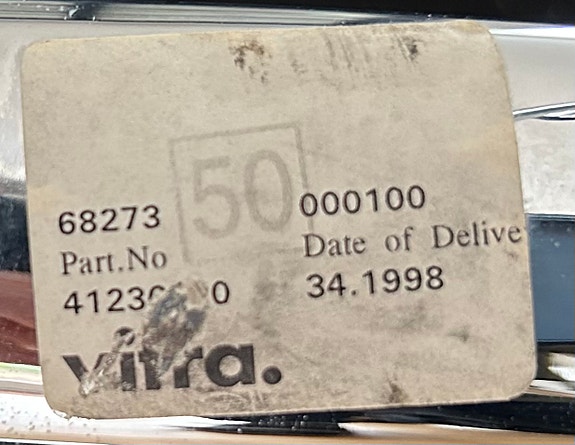 50
68273 000100
Part.No Date of Delive
34.1998
vitra.